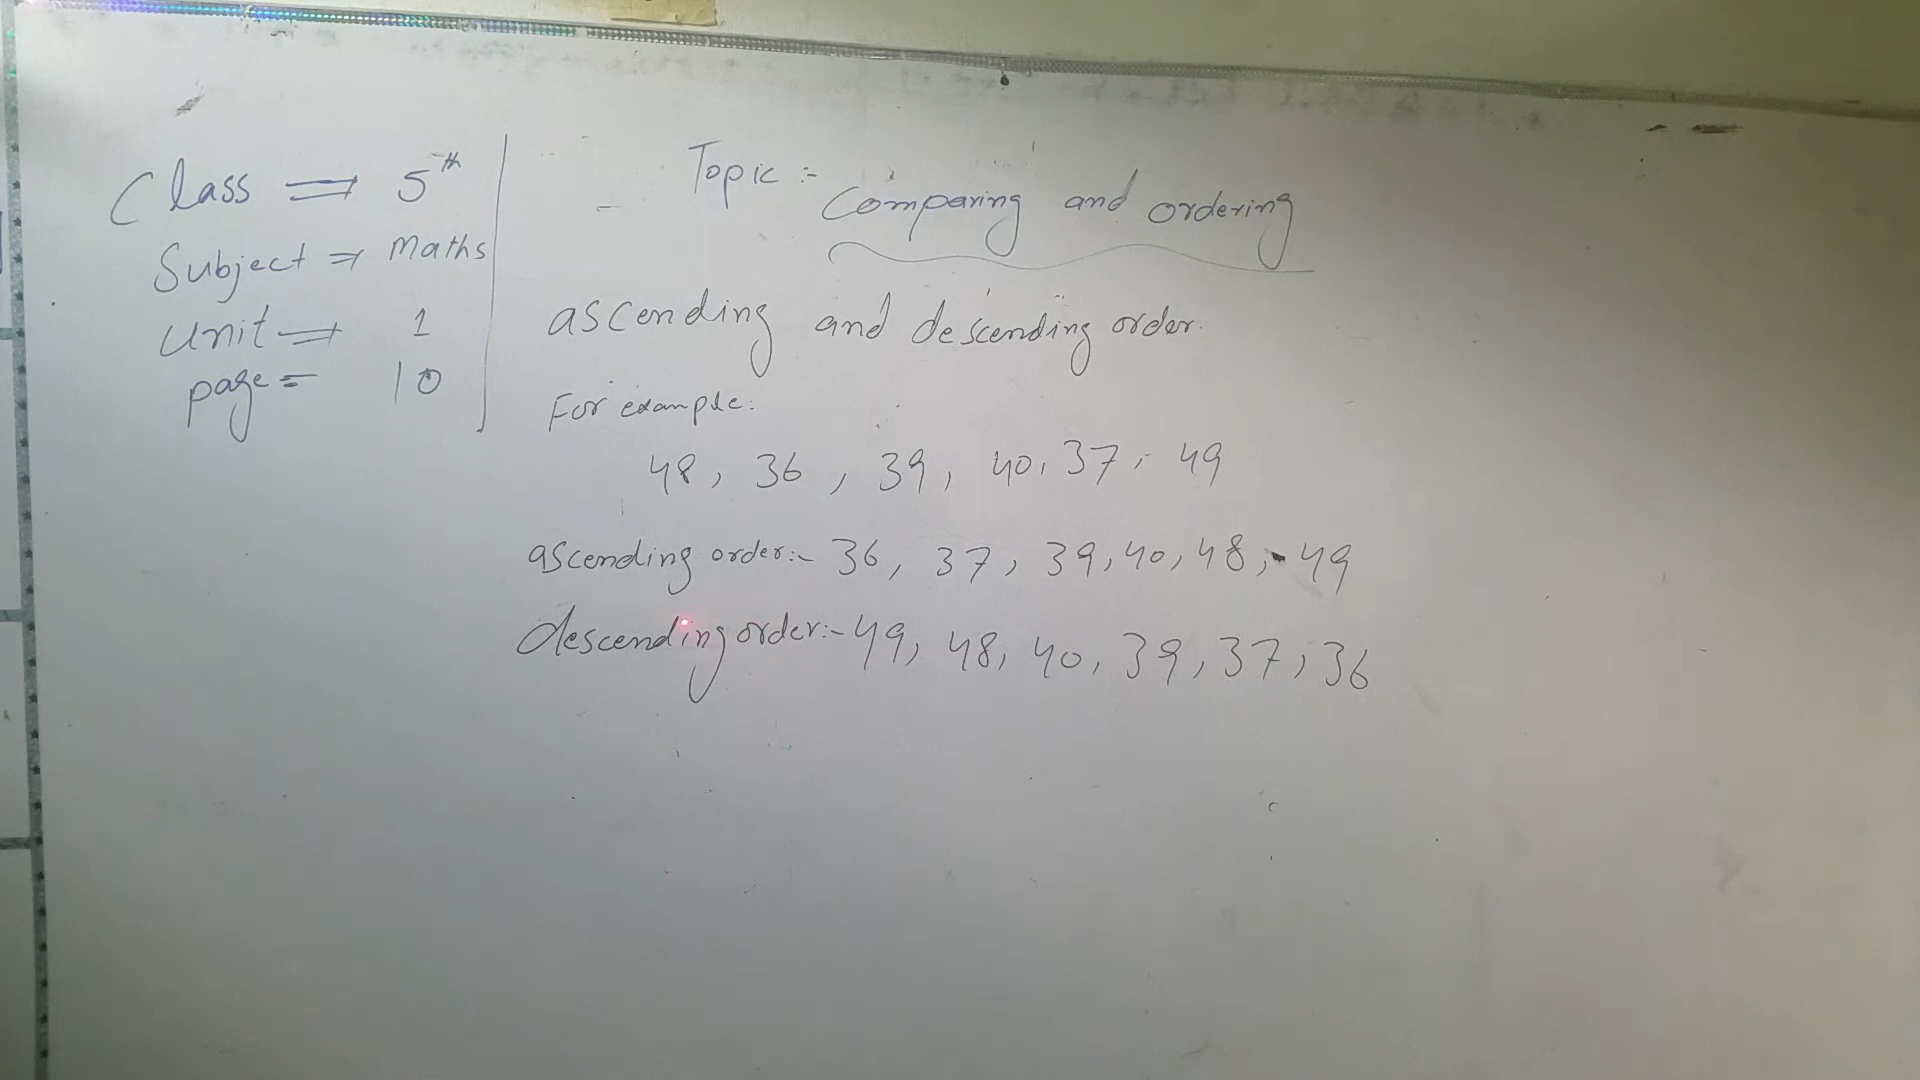 Class ⇒ 5th
Subject ⇒ Maths
Unit ⇒ 1
page = 10
Topic :- Comparing and ordering
ascending and descending order.
For example:
48, 36, 39, 40, 37, 49
ascending order:- 36, 37, 39, 40, 48, 49
descending order:- 49, 48, 40, 39, 37, 36